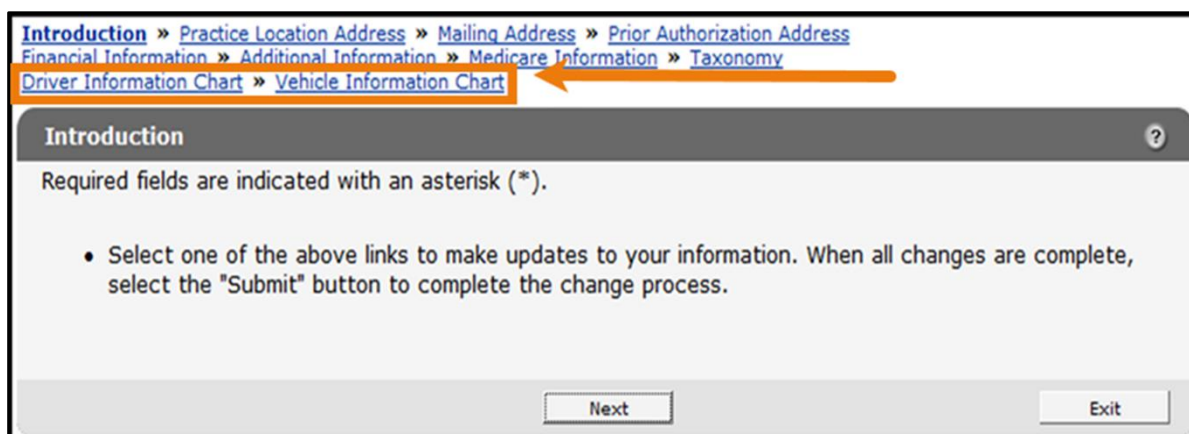 Introduction » Practice Location Address » Mailing Address » Prior Authorization Address
Financial Information » Additional Information » Medicare Information » Taxonomy
Driver Information Chart » Vehicle Information Chart
Introduction ?
Required fields are indicated with an asterisk (*).
• Select one of the above links to make updates to your information. When all changes are complete,
select the "Submit" button to complete the change process.
Next Exit